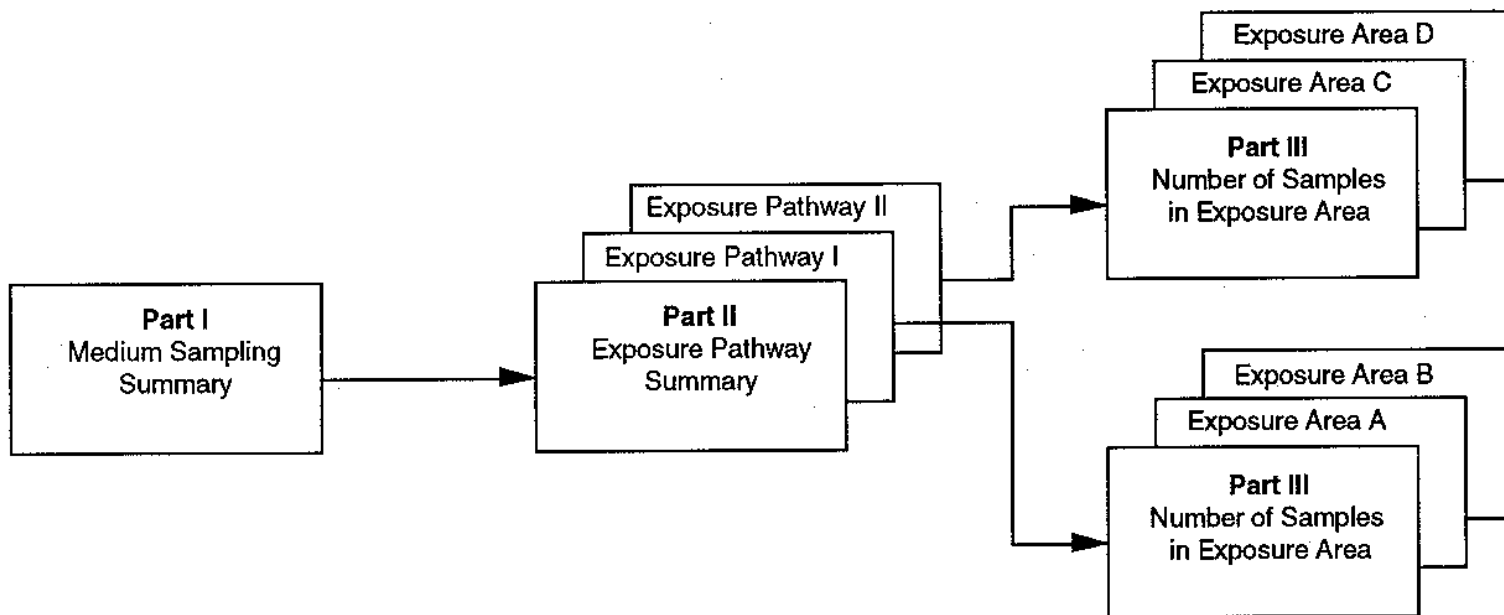 Part I
Medium Sampling
Summary
Exposure Pathway II
Exposure Pathway I
Part II
Exposure Pathway
Summary
Exposure Area D
Exposure Area C
Part III
Number of Samples
in Exposure Area
Exposure Area B
Exposure Area A
Part III
Number of Samples
in Exposure Area